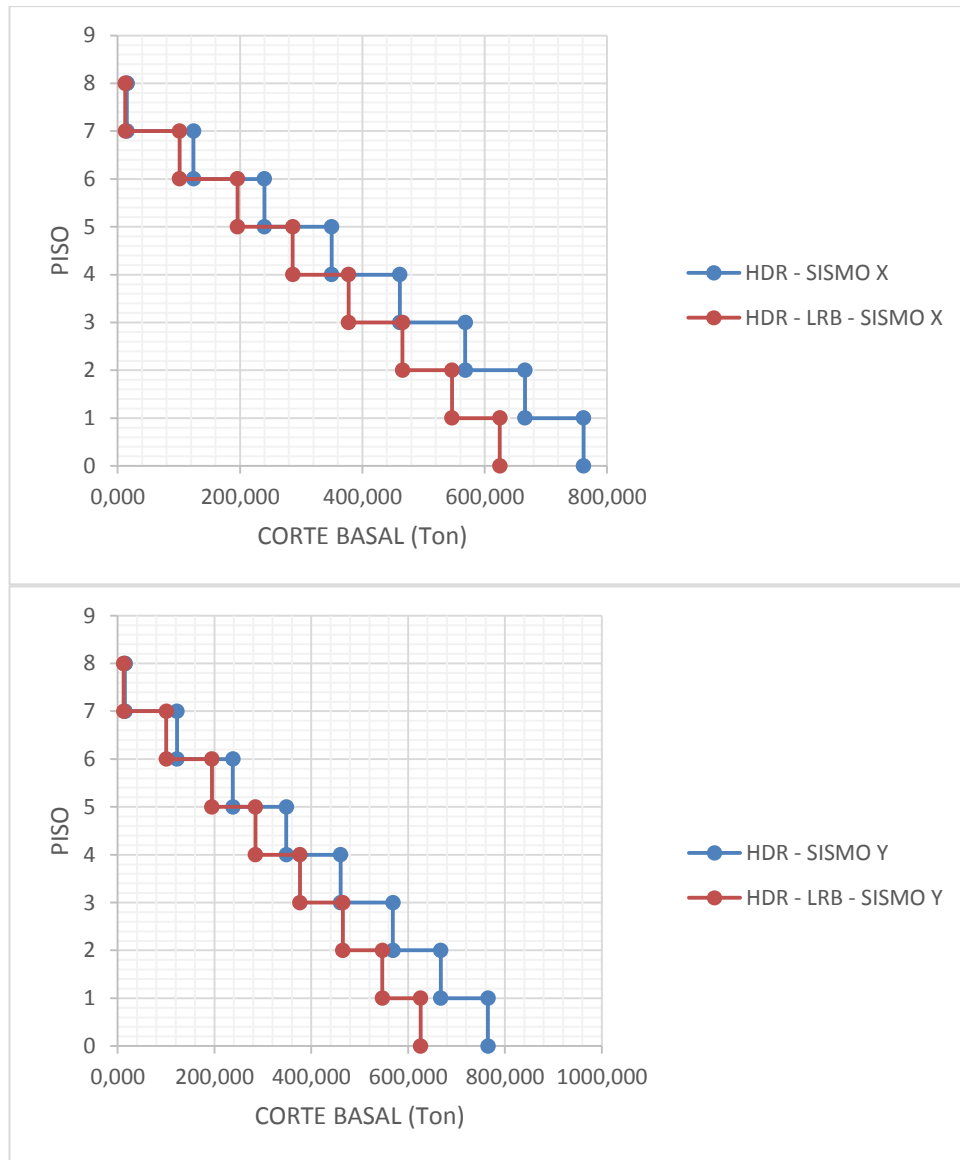 9
8
7
6
5
4
3
2
1
0
PISO
0,000 200,000 400,000 600,000 800,000
CORTE BASAL (Ton)
HDR - SISMO X
HDR - LRB - SISMO X
9
8
7
6
5
4
3
2
1
0
PISO
0,000 200,000 400,000 600,000 800,000 1000,000
CORTE BASAL (Ton)
HDR - SISMO Y
HDR - LRB - SISMO Y